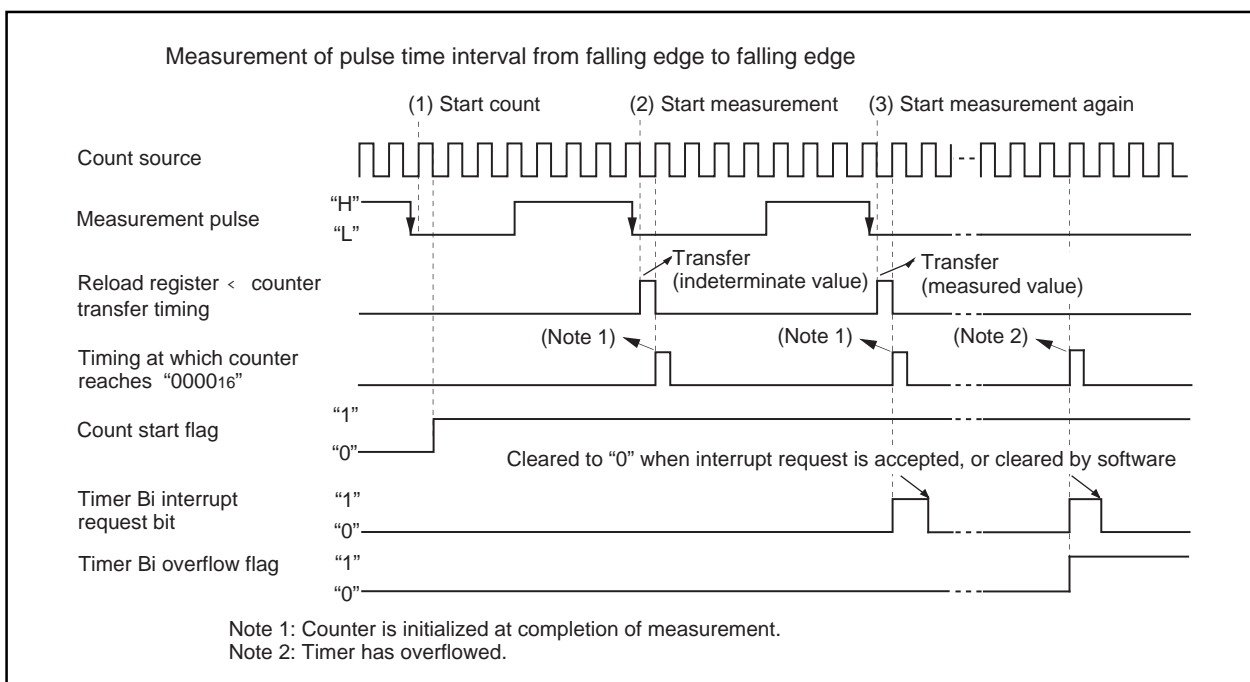 Measurement of pulse time interval from falling edge to falling edge
(1) Start count
(2) Start measurement
(3) Start measurement again
Count source
Measurement pulse
“H”
“L”
Reload register < counter
transfer timing
Transfer
(indeterminate value)
Transfer
(measured value)
Timing at which counter
reaches “000016”
(Note 1)
(Note 1)
(Note 2)
Count start flag
“1”
“0”
Cleared to “0” when interrupt request is accepted, or cleared by software
Timer Bi interrupt
request bit
“1”
“0”
Timer Bi overflow flag
“1”
“0”
Note 1: Counter is initialized at completion of measurement.
Note 2: Timer has overflowed.